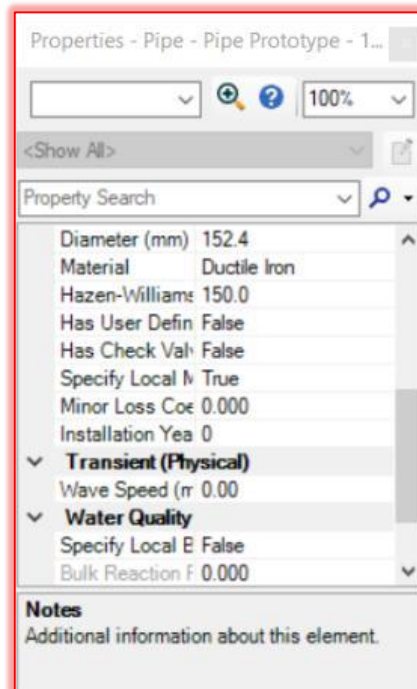 Properties - Pipe - Pipe Prototype - 1...
100%
<Show All>
Property Search
Diameter (mm) 152.4
Material Ductile Iron
Hazen-Williams 150.0
Has User Defin False
Has Check Val False
Specify Local M True
Minor Loss Coe 0.000
Installation Yea 0
Transient (Physical)
Wave Speed (m 0.00
Water Quality
Specify Local B False
Bulk Reaction F 0.000
Notes
Additional information about this element.